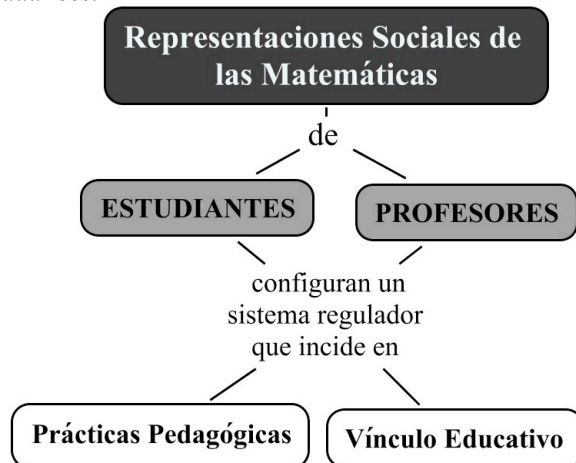 Representaciones Sociales de
las Matemáticas
de
ESTUDIANTES
PROFESORES
configuran un
sistema regulador
que incide en
Prácticas Pedagógicas
Vínculo Educativo